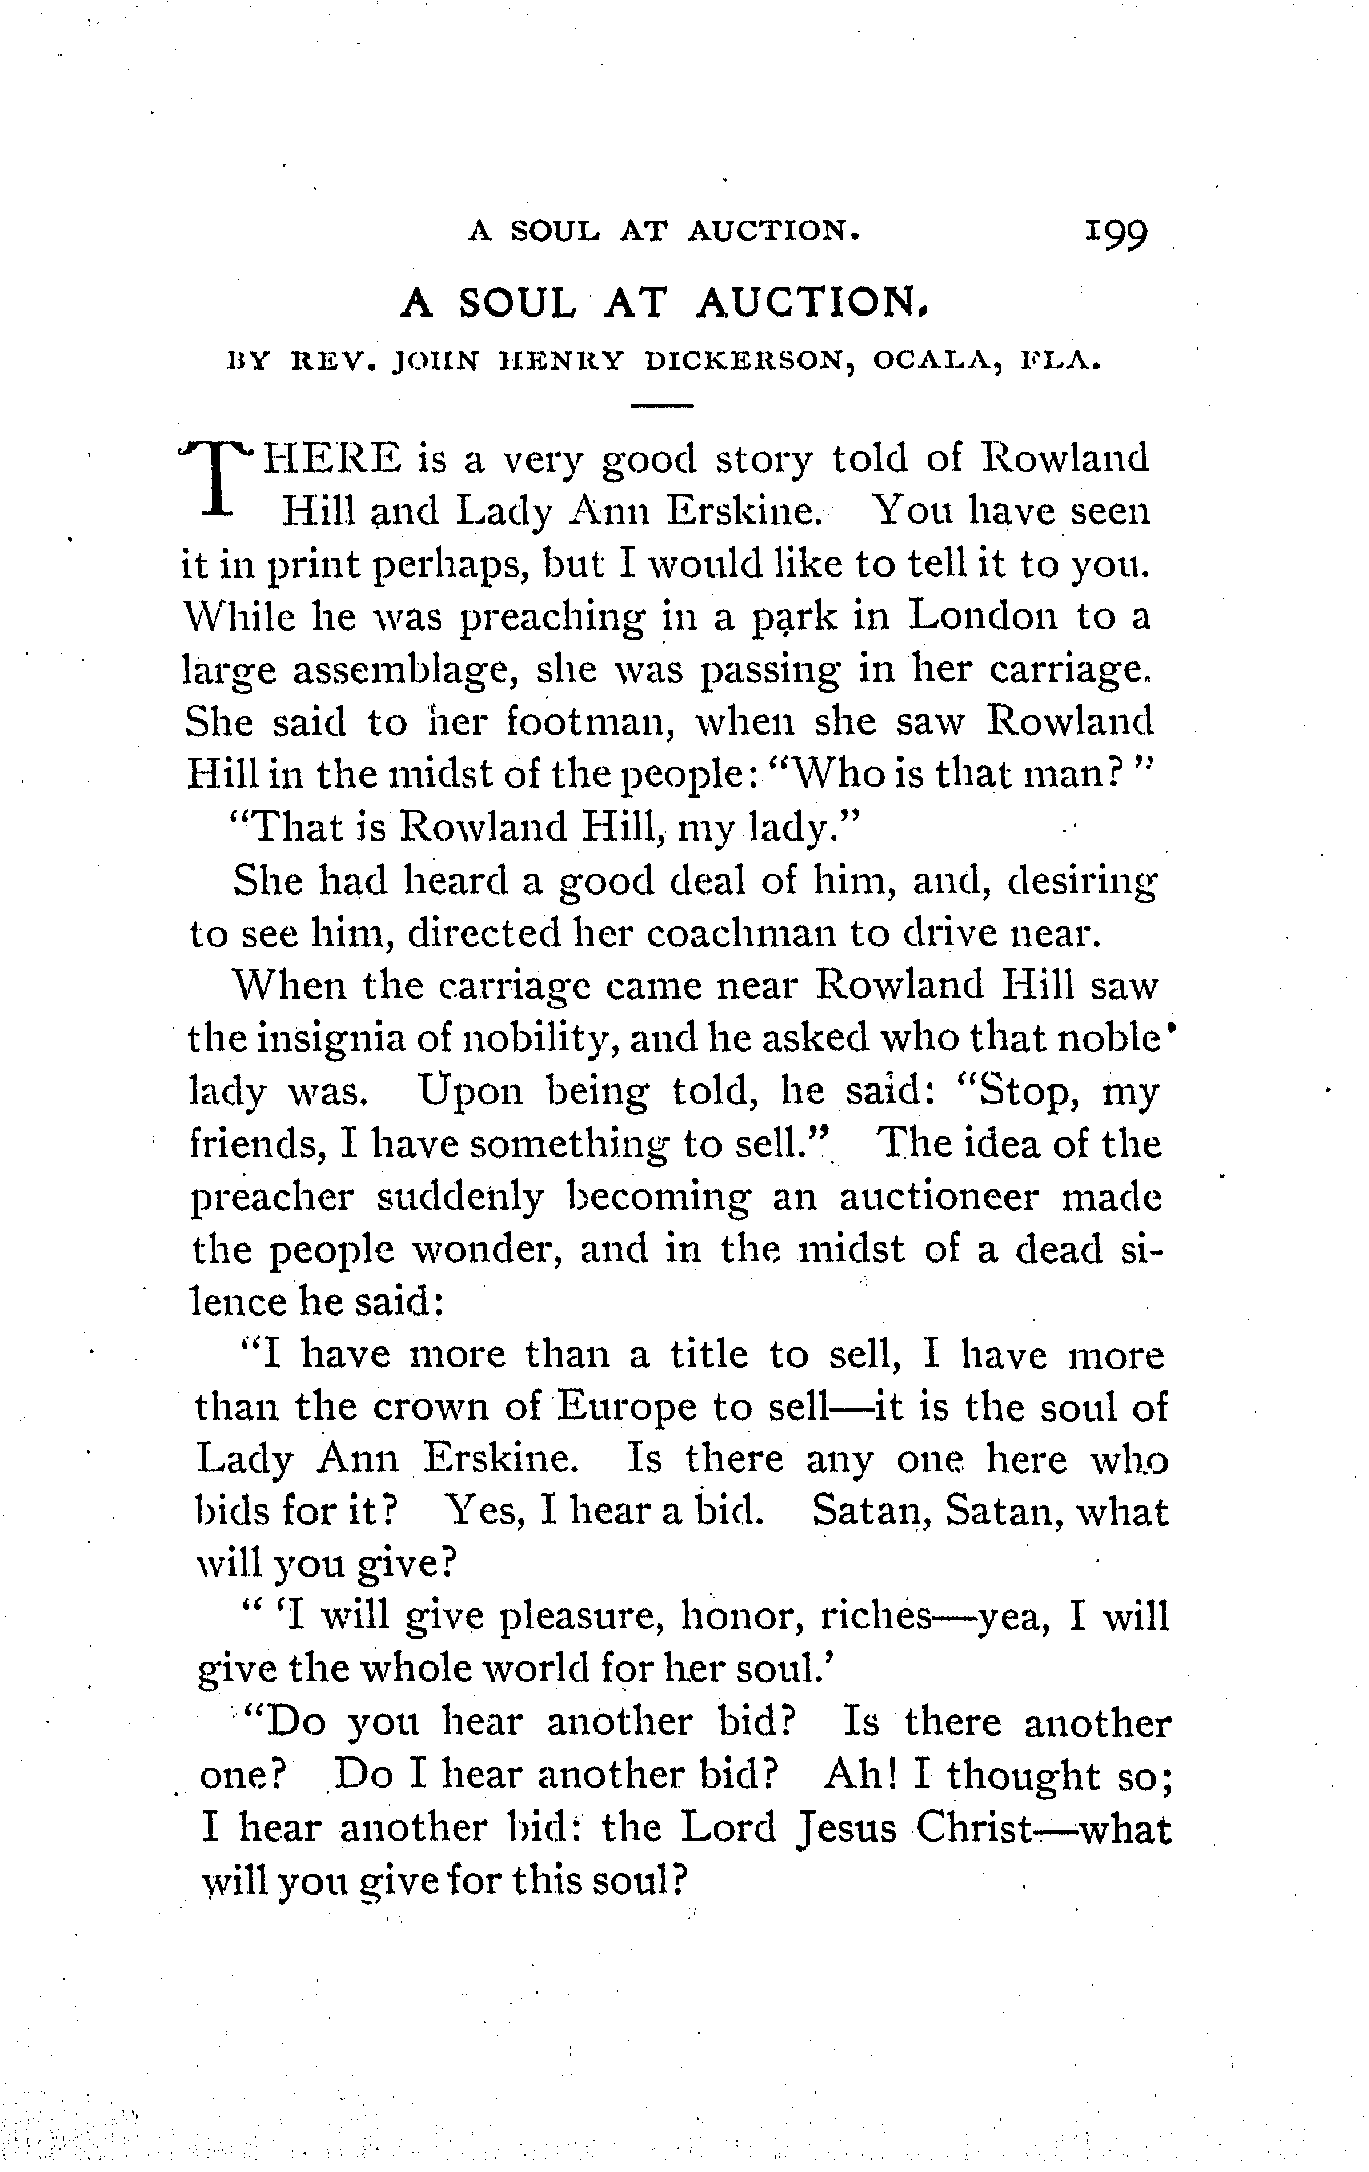 A SOUL AT AUCTION. 199
A SOUL AT AUCTION.
BY REV. JOHN HENRY DICKERSON, OCALA, FLA.
THERE is a very good story told of Rowland
Hill and Lady Ann Erskine. You have seen
it in print perhaps, but I would like to tell it to you.
While he was preaching in a park in London to a
large assemblage, she was passing in her carriage.
She said to her footman, when she saw Rowland
Hill in the midst of the people: "Who is that man?"
"That is Rowland Hill, my lady."
She had heard a good deal of him, and, desiring
to see him, directed her coachman to drive near.
When the carriage came near Rowland Hill saw
the insignia of nobility, and he asked who that noble
lady was. Upon being told, he said: "Stop, my
friends, I have something to sell." The idea of the
preacher suddenly becoming an auctioneer made
the people wonder, and in the midst of a dead si-
lence he said:
"I have more than a title to sell, I have more
than the crown of Europe to sell—it is the soul of
Lady Ann Erskine. Is there any one here who
bids for it? Yes, I hear a bid. Satan, Satan, what
will you give?
" 'I will give pleasure, honor, riches—yea, I will
give the whole world for her soul.'
"Do you hear another bid? Is there another
one? Do I hear another bid? Ah! I thought so;
I hear another bid: the Lord Jesus Christ—what
will you give for this soul?